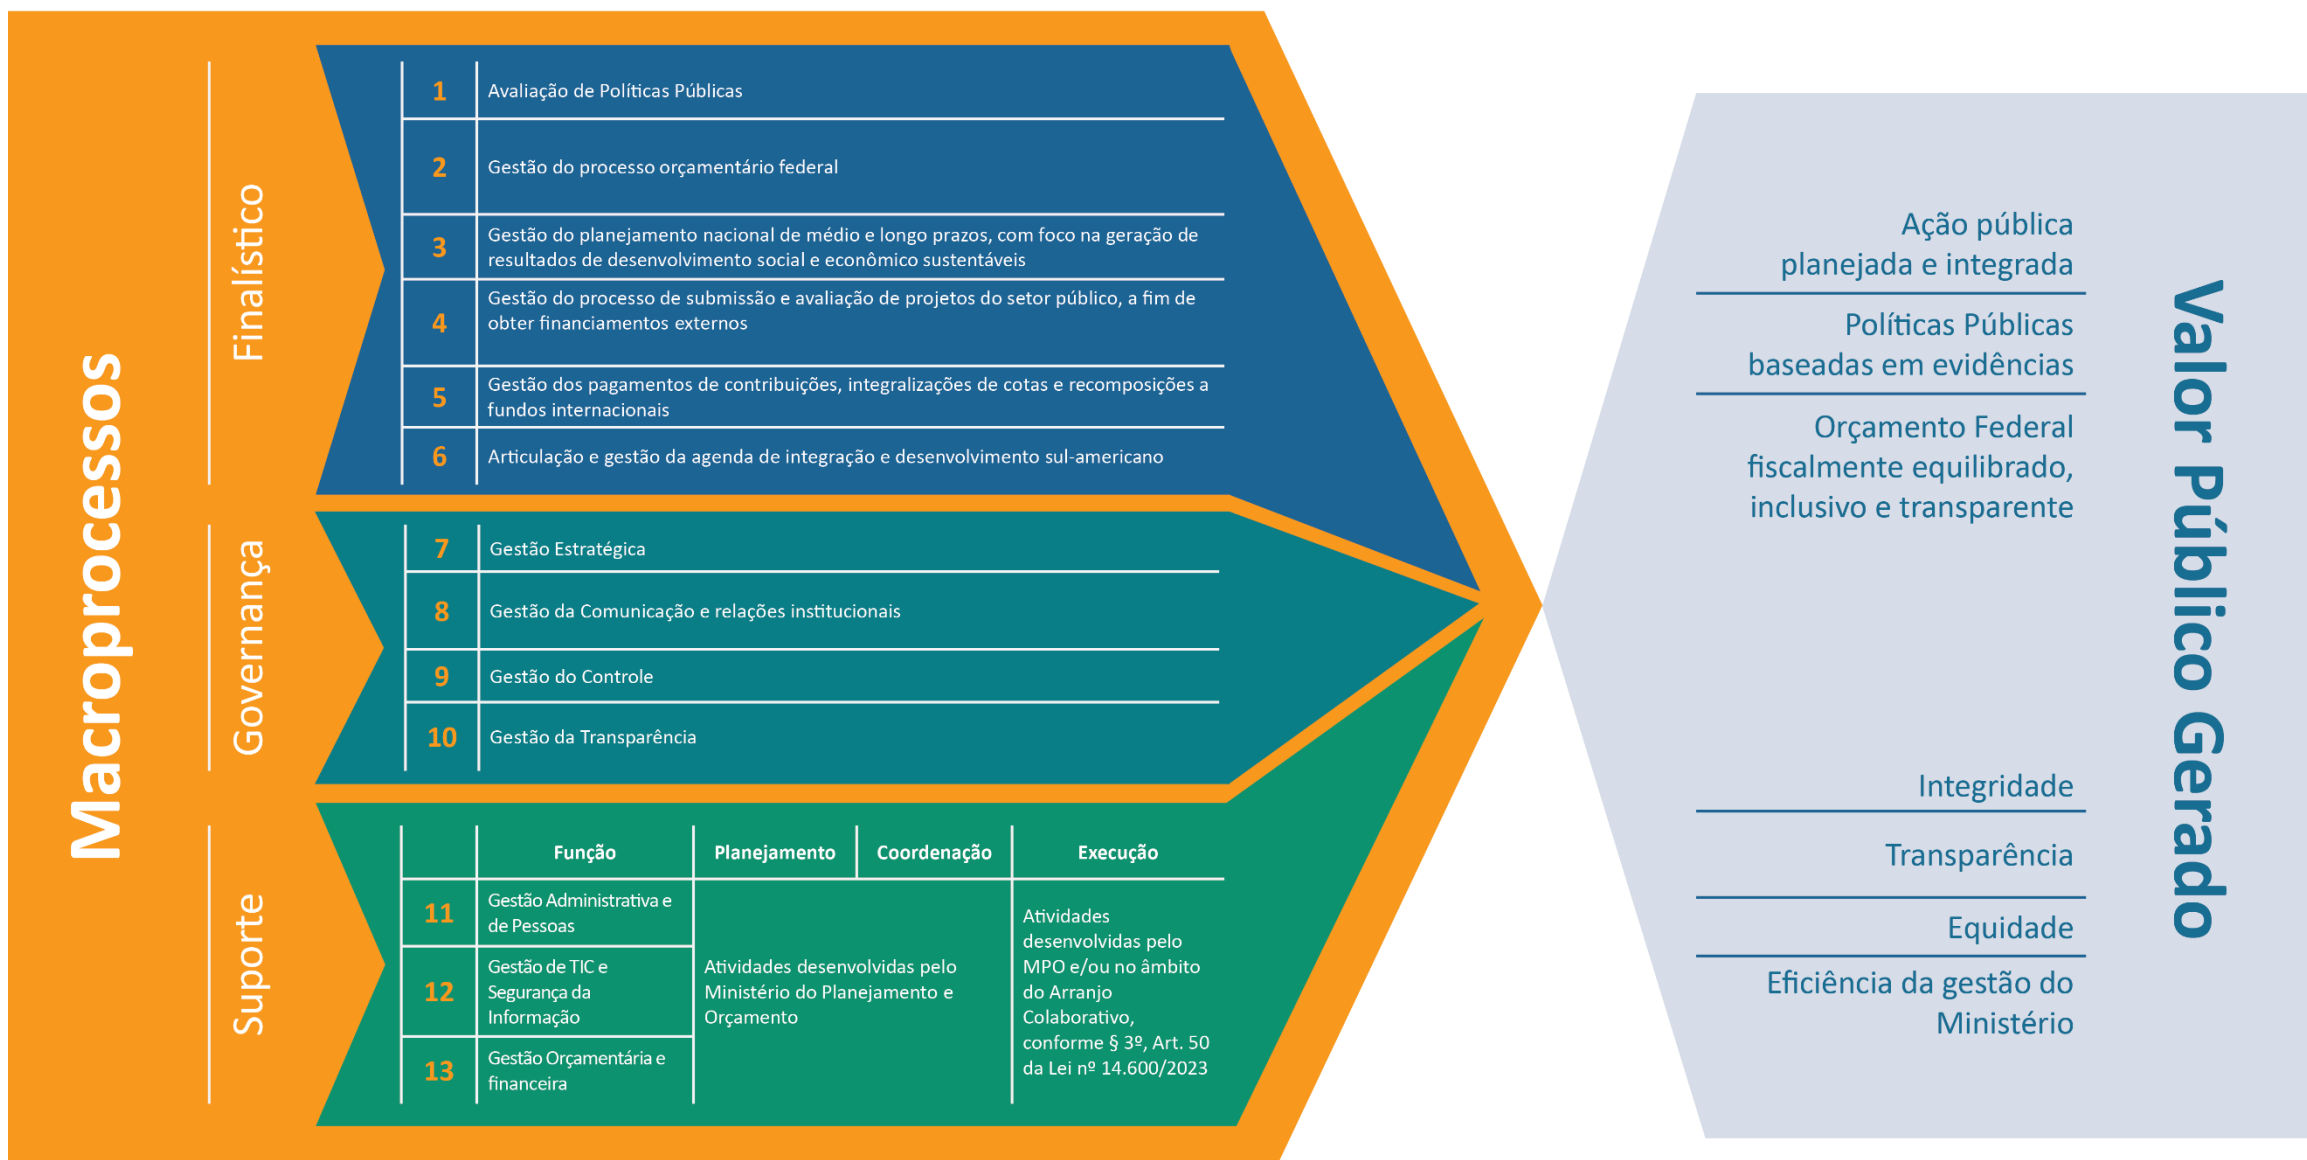 Macroprocessos
Finalístico
1
Avaliação de Políticas Públicas
2
Gestão do processo orçamentário federal
3
Gestão do planejamento nacional de médio e longo prazos, com foco na geração de
resultados de desenvolvimento social e econômico sustentáveis
4
Gestão do processo de submissão e avaliação de projetos do setor público, a fim de
obter financiamentos externos
5
Gestão dos pagamentos de contribuições, integralizações de cotas e recomposições a
fundos internacionais
6
Articulação e gestão da agenda de integração e desenvolvimento sul-americano
Governança
7
Gestão Estratégica
8
Gestão da Comunicação e relações institucionais
9
Gestão do Controle
10
Gestão da Transparência
Suporte
Função
Planejamento
Coordenação
Execução
11
Gestão Administrativa e
de Pessoas
12
Gestão de TIC e
Segurança da
Informação
13
Gestão Orçamentária e
financeira
Atividades desenvolvidas pelo
Ministério do Planejamento e
Orçamento
Atividades
desenvolvidas pelo
MPO e/ou no âmbito
do Arranjo
Colaborativo,
conforme § 3º, Art. 50
da Lei nº 14.600/2023
Ação pública
planejada e integrada
Políticas Públicas
baseadas em evidências
Orçamento Federal
fiscalmente equilibrado,
inclusivo e transparente
Integridade
Transparência
Equidade
Eficiência da gestão do
Ministério
Valor Público Gerado